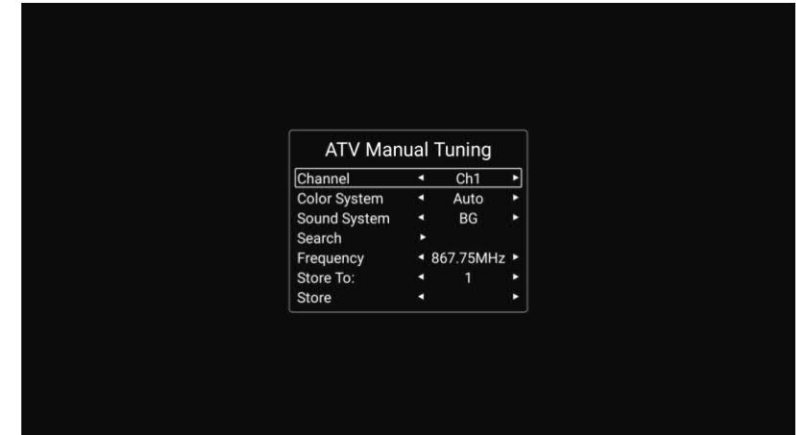 ATV Manual Tuning
Channel ◂ Ch1 ▸
Color System ◂ Auto ▸
Sound System ◂ BG ▸
Search ▸
Frequency ◂ 867.75MHz ▸
Store To: ◂ 1 ▸
Store ◂ ▸